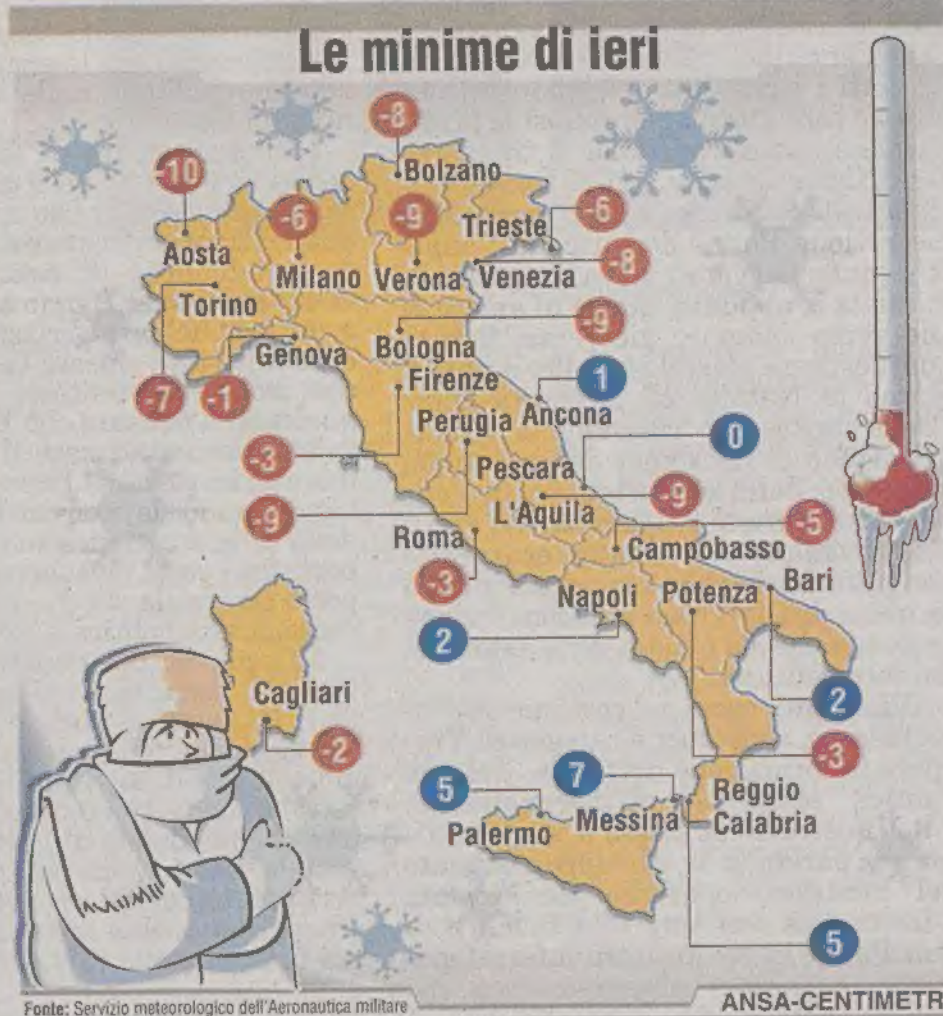 Le minime di ieri
-8
Bolzano
-10
-6
-9
Trieste
-6
Aosta
Milano
Verona
Venezia
-8
Torino
-9
Genova
Bologna
Firenze
1
-7
-1
Perugia
Ancona
0
-3
Pescara
-9
L'Aquila
-9
-5
Roma
Campobasso
-3
Napoli
Potenza
Bari
2
2
Cagliari
-2
-3
5
7
Reggio
Calabria
Palermo
Messina
5
Fonte: Servizio meteorologico dell'Aeronautica militare
ANSA-CENTIMETR